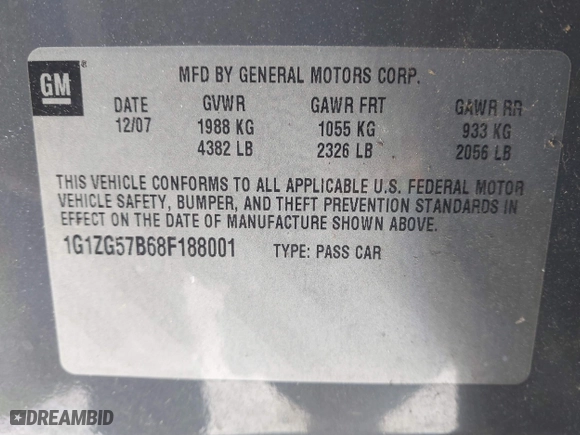 GM
MFD BY GENERAL MOTORS CORP.
DATE GVWR GAWR FRT GAWR RR
12/07 1988 KG 1055 KG 933 KG
4382 LB 2326 LB 2056 LB
THIS VEHICLE CONFORMS TO ALL APPLICABLE U.S. FEDERAL MOTOR
VEHICLE SAFETY, BUMPER, AND THEFT PREVENTION STANDARDS IN
EFFECT ON THE DATE OF MANUFACTURE SHOWN ABOVE.
1G1ZG57B68F188001 TYPE: PASS CAR
DREAMBID